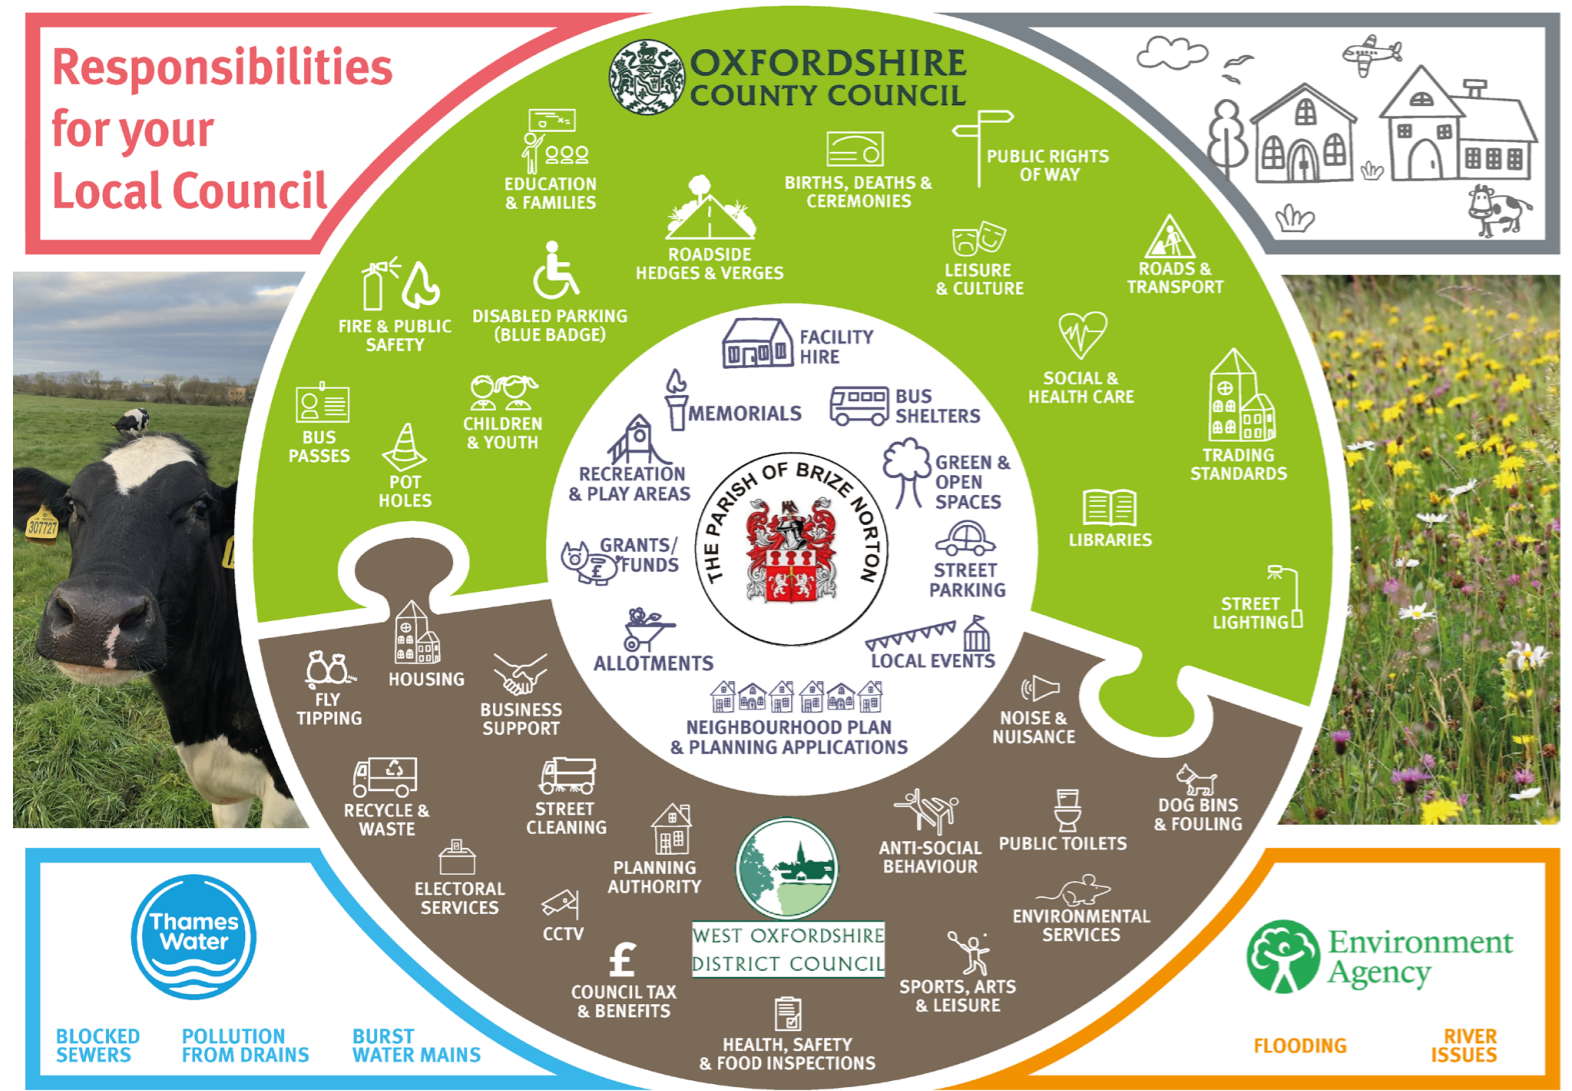 Responsibilities
for your
Local Council
OXFORDSHIRE
COUNTY COUNCIL
EDUCATION
& FAMILIES
BIRTHS, DEATHS &
CEREMONIES
PUBLIC RIGHTS
OF WAY
ROADSIDE
HEDGES & VERGES
LEISURE
& CULTURE
ROADS &
TRANSPORT
FIRE & PUBLIC
SAFETY
DISABLED PARKING
(BLUE BADGE)
SOCIAL &
HEALTH CARE
BUS
PASSES
CHILDREN
& YOUTH
POT
HOLES
TRADING
STANDARDS
LIBRARIES
STREET
LIGHTING
FACILITY
HIRE
MEMORIALS
BUS
SHELTERS
RECREATION
& PLAY AREAS
GREEN &
OPEN
SPACES
THE PARISH OF BRIZE NORTON
GRANTS/
FUNDS
£
STREET
PARKING
ALLOTMENTS
LOCAL EVENTS
NEIGHBOURHOOD PLAN
& PLANNING APPLICATIONS
307727
HOUSING
FLY
TIPPING
BUSINESS
SUPPORT
NOISE &
NUISANCE
RECYCLE &
WASTE
STREET
CLEANING
DOG BINS
& FOULING
PLANNING
AUTHORITY
ANTI-SOCIAL
BEHAVIOUR
PUBLIC TOILETS
ELECTORAL
SERVICES
CCTV
ENVIRONMENTAL
SERVICES
WEST OXFORDSHIRE
DISTRICT COUNCIL
£
COUNCIL TAX
& BENEFITS
SPORTS, ARTS
& LEISURE
HEALTH, SAFETY
& FOOD INSPECTIONS
Thames
Water
BLOCKED
SEWERS
POLLUTION
FROM DRAINS
BURST
WATER MAINS
Environment
Agency
FLOODING
RIVER
ISSUES